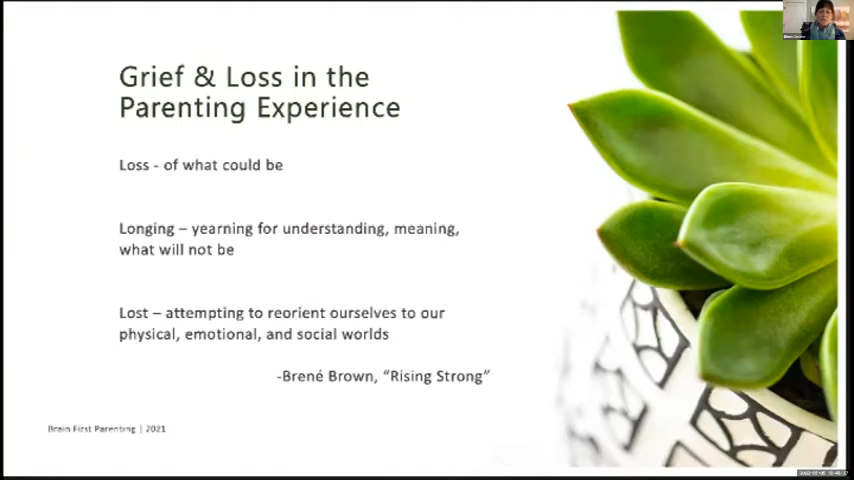 Grief & Loss in the
Parenting Experience
Loss - of what could be
Longing – yearning for understanding, meaning,
what will not be
Lost – attempting to reorient ourselves to our
physical, emotional, and social worlds
-Brené Brown, “Rising Strong”
Brain First Parenting | 2021